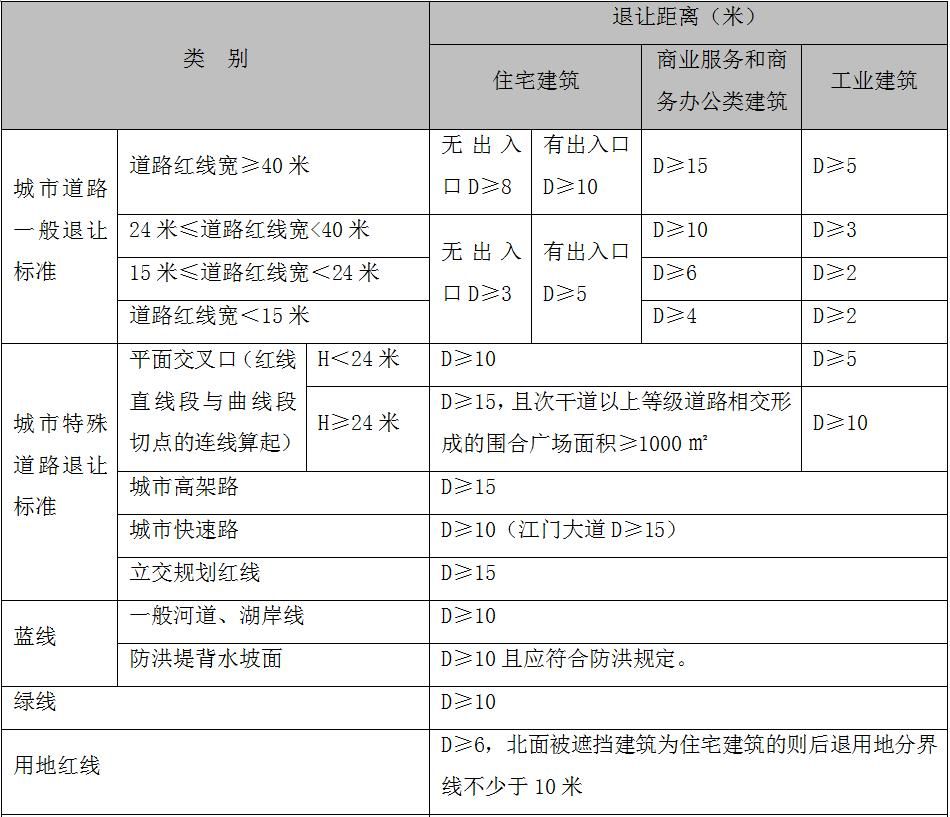 类 别
退让距离（米）
住宅建筑
商业服务和商
务办公类建筑
工业建筑
城市道路
一般退让
标准
道路红线宽≥40 米
无出入
口 D≥8
有出入口
D≥10
D≥15
D≥5
24 米≤道路红线宽<40 米
无出入
口 D≥3
有出入口
D≥5
D≥10
D≥3
15 米≤道路红线宽＜24 米
D≥6
D≥2
道路红线宽＜15 米
D≥4
D≥2
城市特殊
道路退让
标准
平面交叉口（红线
直线段与曲线段
切点的连线算起）
H＜24 米
D≥10
D≥5
H≥24 米
D≥15，且次干道以上等级道路相交形
成的围合广场面积≥1000 ㎡
D≥10
城市高架路
D≥15
城市快速路
D≥10（江门大道 D≥15）
立交规划红线
D≥15
蓝线
一般河道、湖岸线
D≥10
防洪堤背水坡面
D≥10 且应符合防洪规定。
绿线
D≥10
用地红线
D≥6，北面被遮挡建筑为住宅建筑的则后退用地分界
线不少于 10 米